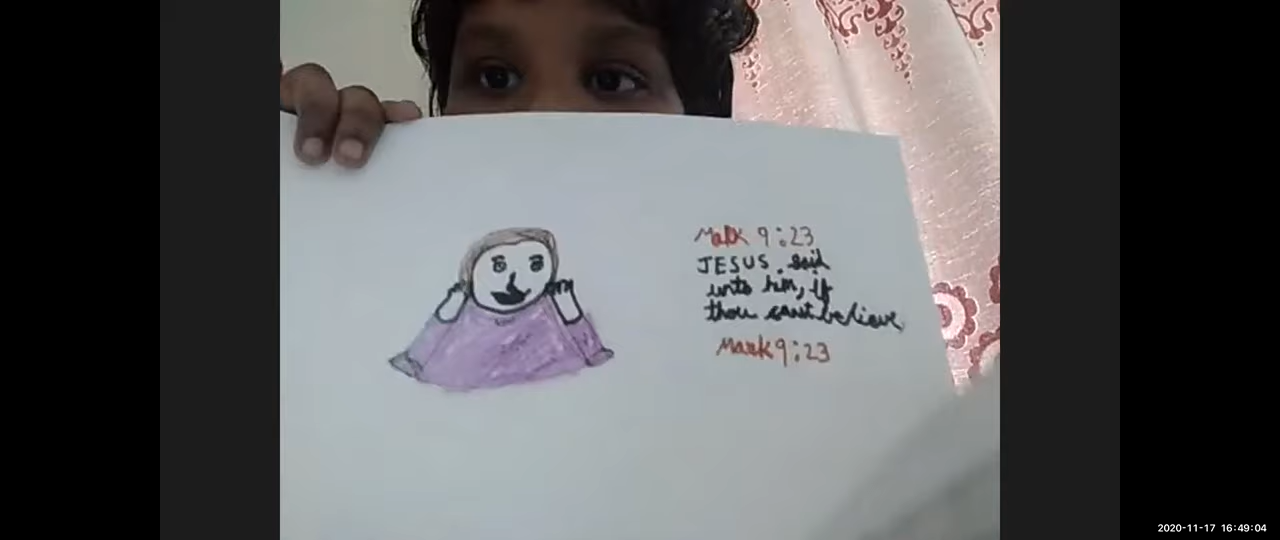 Mark 9:23
JESUS. said
unto him, if
thou canst believe
Mark 9:23
2020-11-17 16:49:04